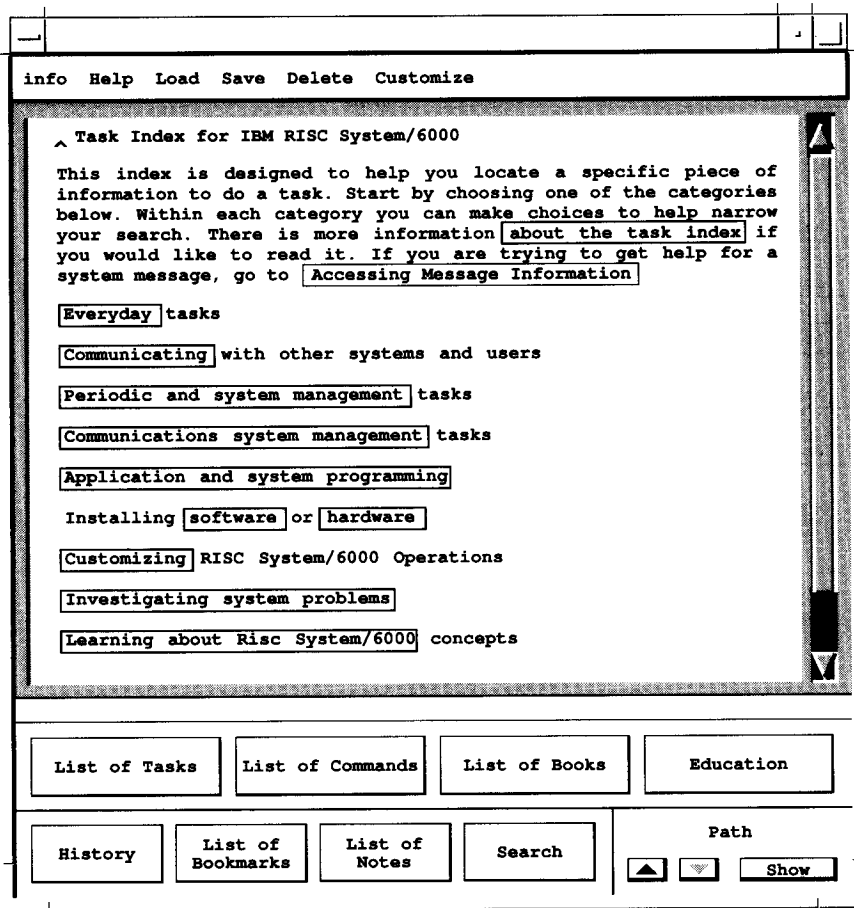 info Help Load Save Delete Customize
Task Index for IBM RISC System/6000
This index is designed to help you locate a specific piece of
information to do a task. Start by choosing one of the categories
below. Within each category you can make choices to help narrow
your search. There is more information about the task index if
you would like to read it. If you are trying to get help for a
system message, go to Accessing Message Information
Everyday tasks
Communicating with other systems and users
Periodic and system management tasks
Communications system management tasks
Application and system programming
Installing software or hardware
Customizing RISC System/6000 Operations
Investigating system problems
Learning about Risc System/6000 concepts
List of Tasks
List of Commands
List of Books
Education
History
List of
Bookmarks
List of
Notes
Search
Path
Show